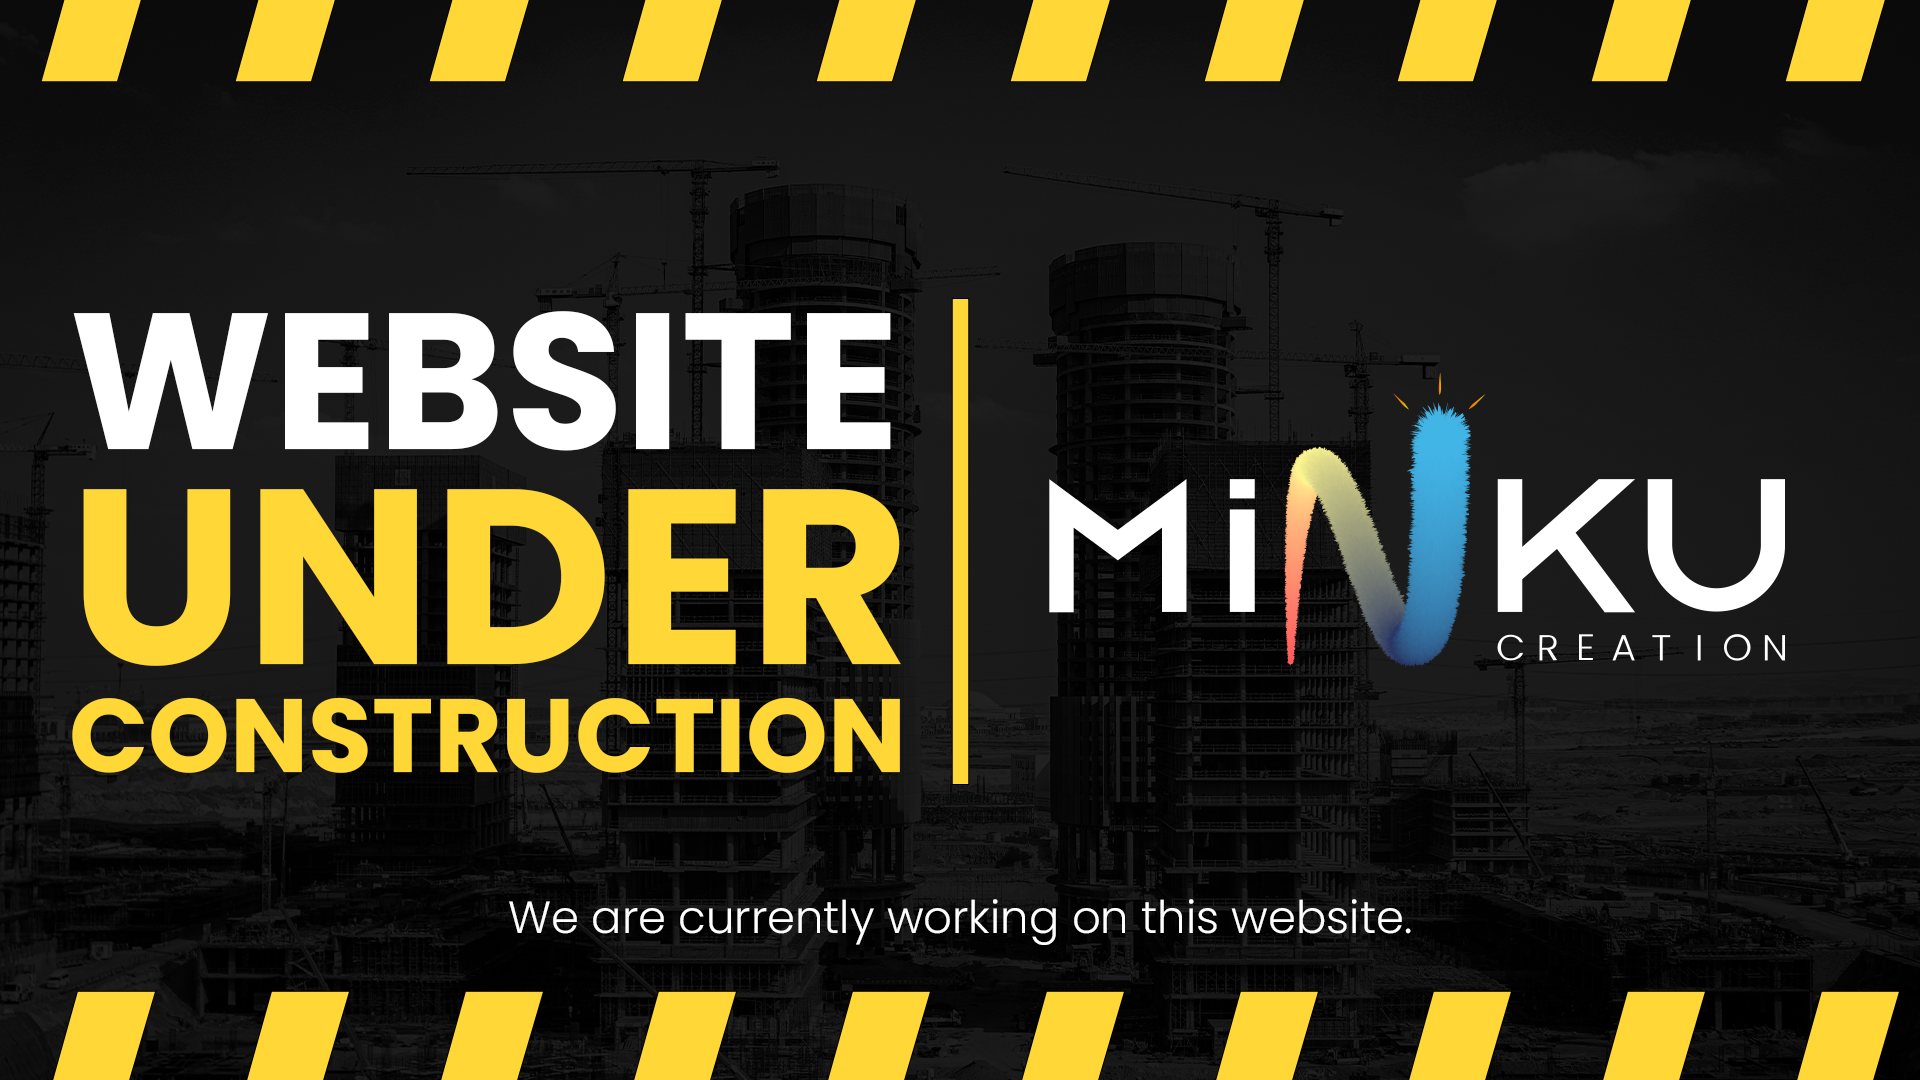 WEBSITE
UNDER
CONSTRUCTION
MiNKU
CREATION
We are currently working on this website.